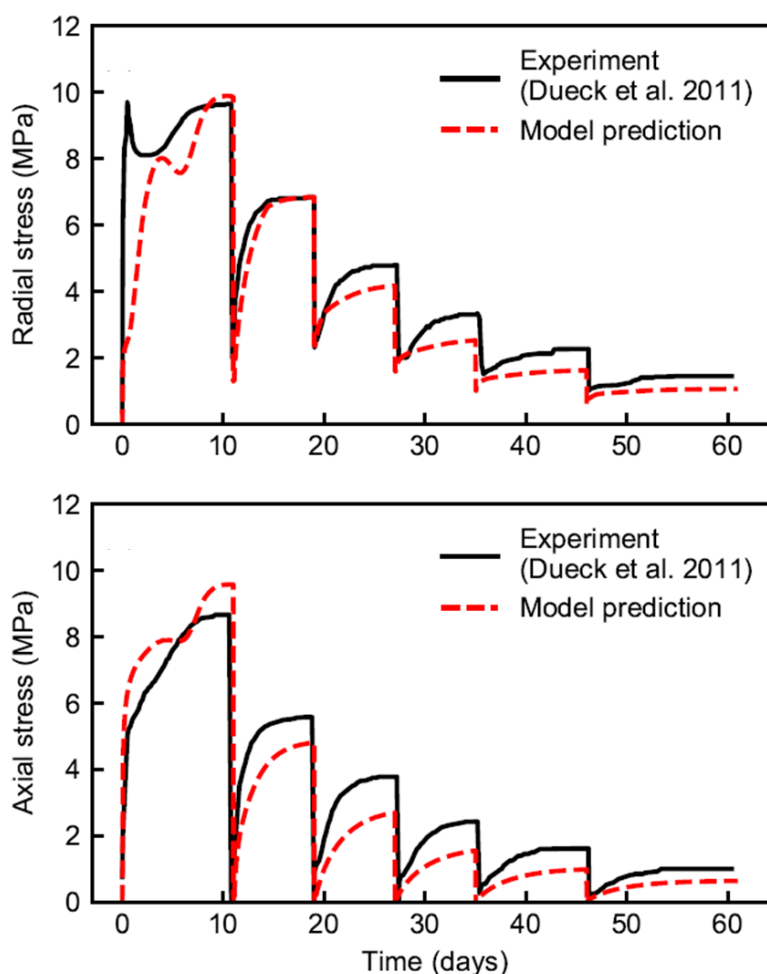 12
10
8
6
4
2
0
Radial stress (MPa)
Experiment
(Dueck et al. 2011)
Model prediction
0 10 20 30 40 50 60
12
10
8
6
4
2
0
Axial stress (MPa)
Experiment
(Dueck et al. 2011)
Model prediction
0 10 20 30 40 50 60
Time (days)